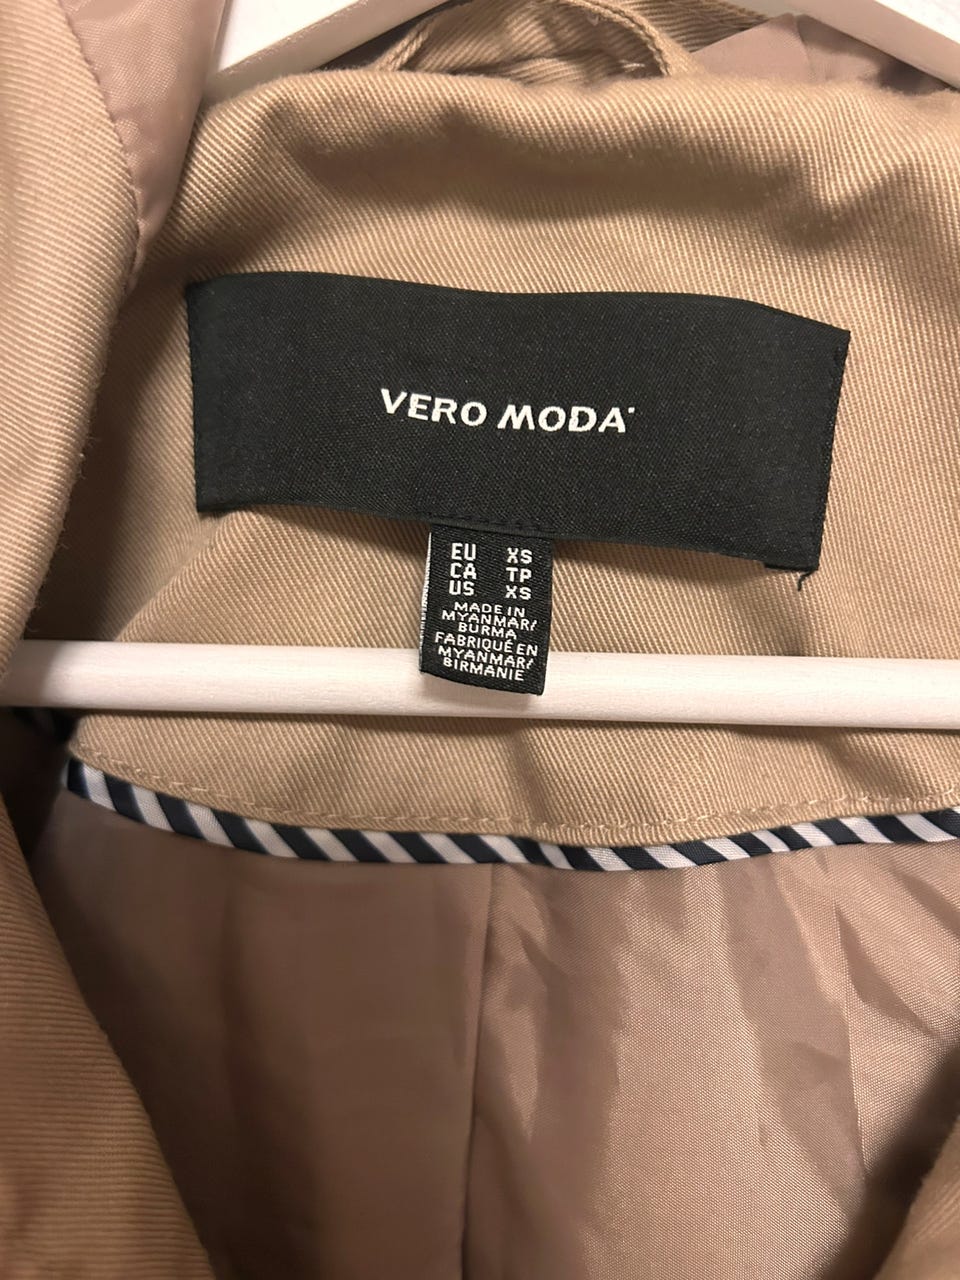 VERO MODA
EU XS
CA TP
US XS
MADE IN
MYANMAR/
BURMA
FABRIQUÉ EN
MYANMAR/
BIRMANIE